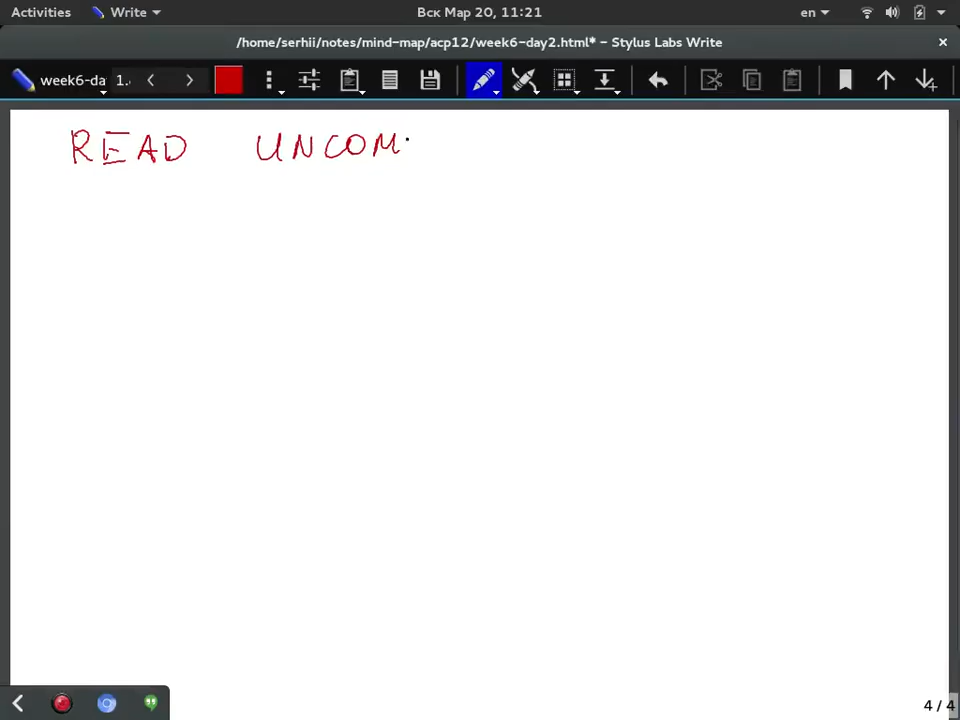 Activities Write Вск Мар 20, 11:21 en
/home/serhii/notes/mind-map/acp12/week6-day2.html* – Stylus Labs Write
week6-da 1.
READ UNCOM
4 / 4